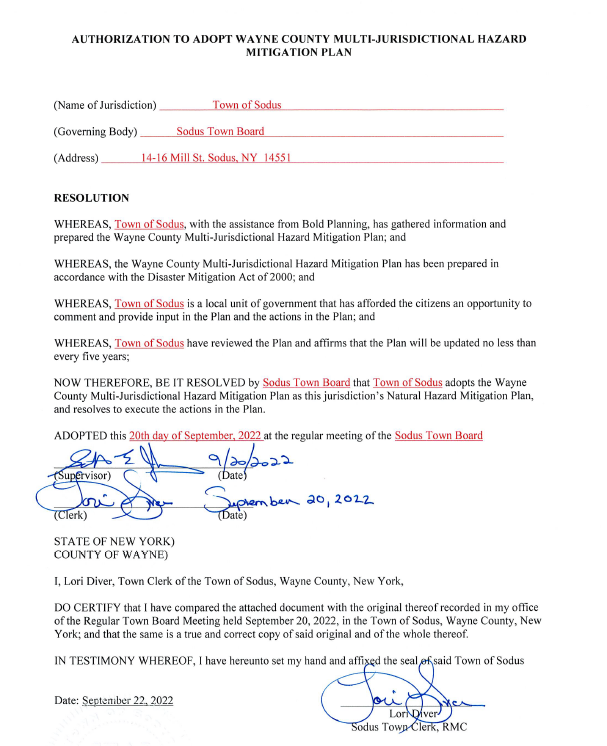 AUTHORIZATION TO ADOPT WAYNE COUNTY MULTI-JURISDICTIONAL HAZARD
MITIGATION PLAN
(Name of Jurisdiction) Town of Sodus
(Governing Body) Sodus Town Board
(Address) 14-16 Mill St. Sodus, NY 14551
RESOLUTION
WHEREAS, Town of Sodus, with the assistance from Bold Planning, has gathered information and
prepared the Wayne County Multi-Jurisdictional Hazard Mitigation Plan; and
WHEREAS, the Wayne County Multi-Jurisdictional Hazard Mitigation Plan has been prepared in
accordance with the Disaster Mitigation Act of 2000; and
WHEREAS, Town of Sodus is a local unit of government that has afforded the citizens an opportunity to
comment and provide input in the Plan and the actions in the Plan; and
WHEREAS, Town of Sodus have reviewed the Plan and affirms that the Plan will be updated no less than
every five years;
NOW THEREFORE, BE IT RESOLVED by Sodus Town Board that Town of Sodus adopts the Wayne
County Multi-Jurisdictional Hazard Mitigation Plan as this jurisdiction's Natural Hazard Mitigation Plan,
and resolves to execute the actions in the Plan.
ADOPTED this 20th day of September, 2022 at the regular meeting of the Sodus Town Board
9/20/2022
(Supervisor) (Date)
Lori Diver September 20, 2022
(Clerk) (Date)
STATE OF NEW YORK)
COUNTY OF WAYNE)
I, Lori Diver, Town Clerk of the Town of Sodus, Wayne County, New York,
DO CERTIFY that I have compared the attached document with the original thereof recorded in my office
of the Regular Town Board Meeting held September 20, 2022, in the Town of Sodus, Wayne County, New
York; and that the same is a true and correct copy of said original and of the whole thereof.
IN TESTIMONY WHEREOF, I have hereunto set my hand and affixed the seal of said Town of Sodus
Date: September 22, 2022
Lori Diver
Lori Diver
Sodus Town Clerk, RMC